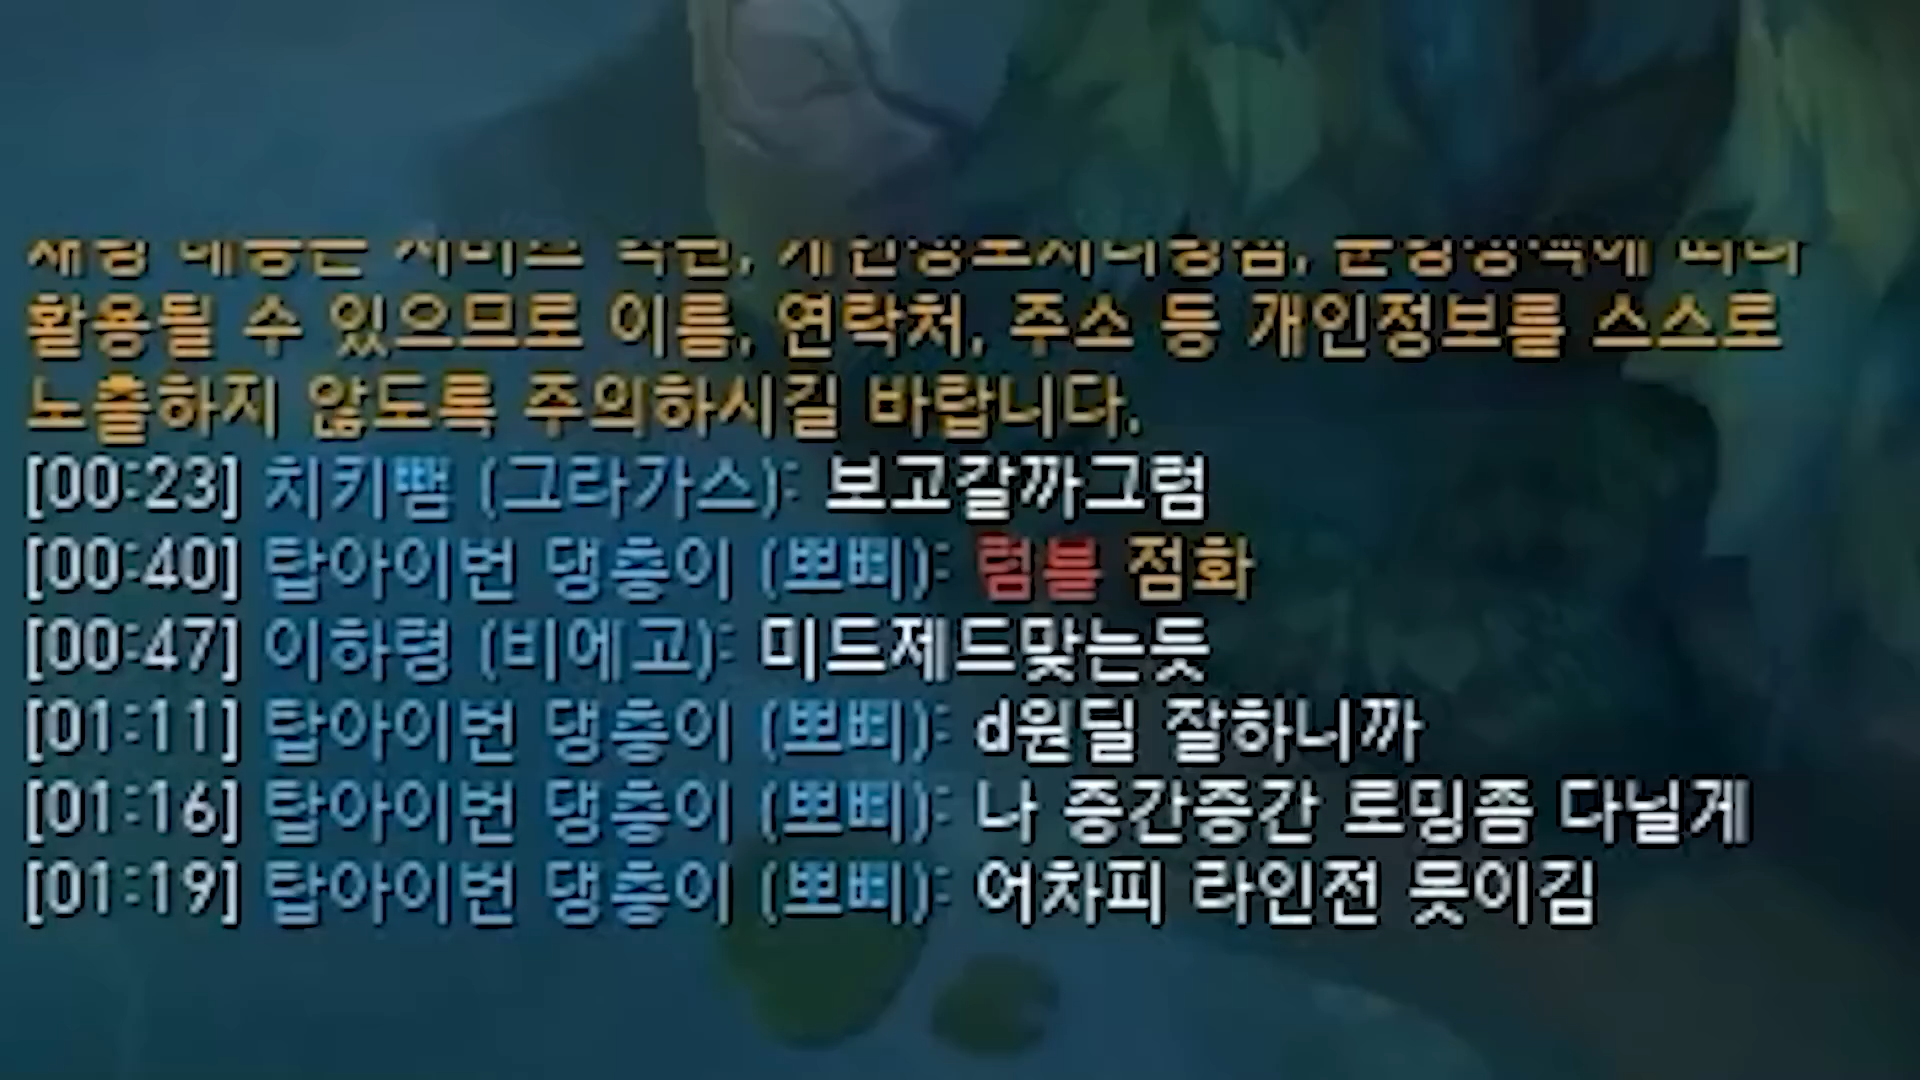 활용될 수 있으므로 이름, 연락처, 주소 등 개인정보를 스스로
노출하지 않도록 주의하시길 바랍니다.
[00:23] 치키뺌 (그라가스): 보고갈까그럼
[00:40] 탑아이번 댕층이 (뽀삐): 럼블 점화
[00:47] 이하령 (비에고): 미드제드맞는듯
[01:11] 탑아이번 댕층이 (뽀삐): d원딜 잘하니까
[01:16] 탑아이번 댕층이 (뽀삐): 나 중간중간 로밍좀 다닐게
[01:19] 탑아이번 댕층이 (뽀삐): 어차피 라인전 못이김